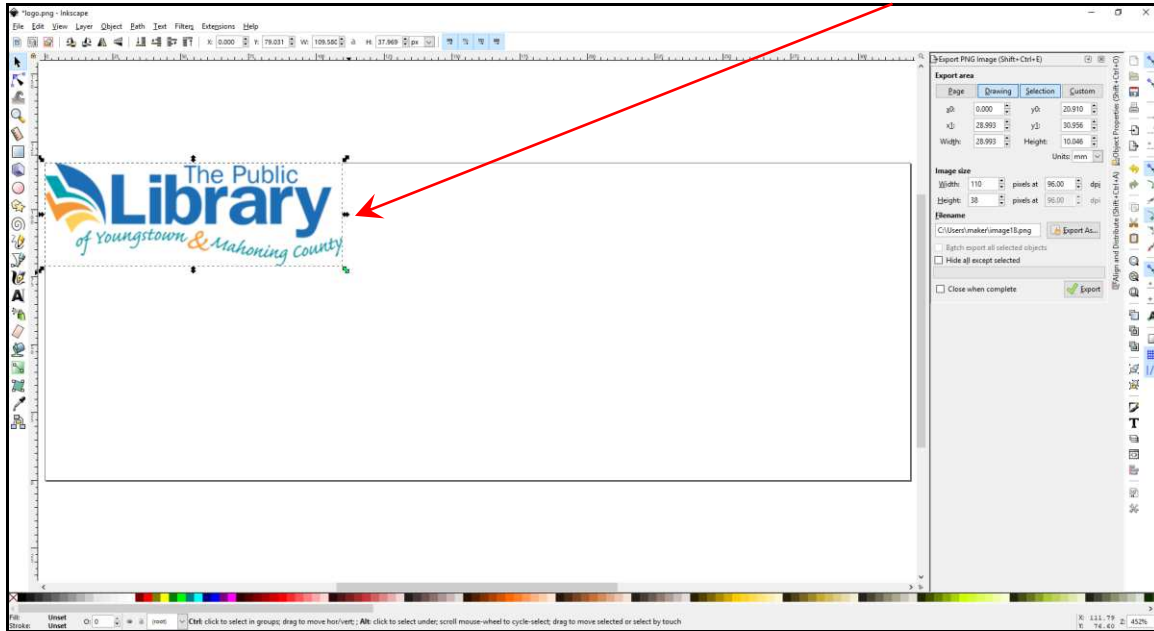 *logo.png - Inkscape
File Edit View Layer Object Path Text Filters Extensions Help
X: 0.000 Y: 79.031 W: 109.580 H: 37.969 px
Export PNG Image (Shift+Ctrl+E)
Export area
Page Drawing Selection Custom
x0: 0.000 y0: 20.910
x1: 28.993 y1: 30.956
Width: 28.993 Height: 10.046
Units: mm
Image size
Width: 110 pixels at 96.00 dpi
Height: 38 pixels at 96.00 dpi
Filename
C:\Users\maker\image18.png Export As...
Batch export all selected objects
Hide all except selected
Close when complete Export
Object Properties (Shift+Ctrl+O)
Align and Distribute (Shift+Ctrl+A)
The Public
Library
of Youngstown & Mahoning County
Fill: Unset
Stroke: Unset
O: 0
(root)
Ctrl: click to select in groups; drag to move hor/vert; ; Alt: click to select under; scroll mouse-wheel to cycle-select; drag to move selected or select by touch
X: 111.79
Y: 76.60
Z: 452%